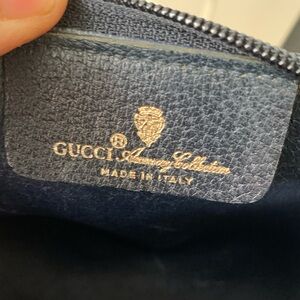 GUCCI ® Accessory Collection
MADE IN ITALY